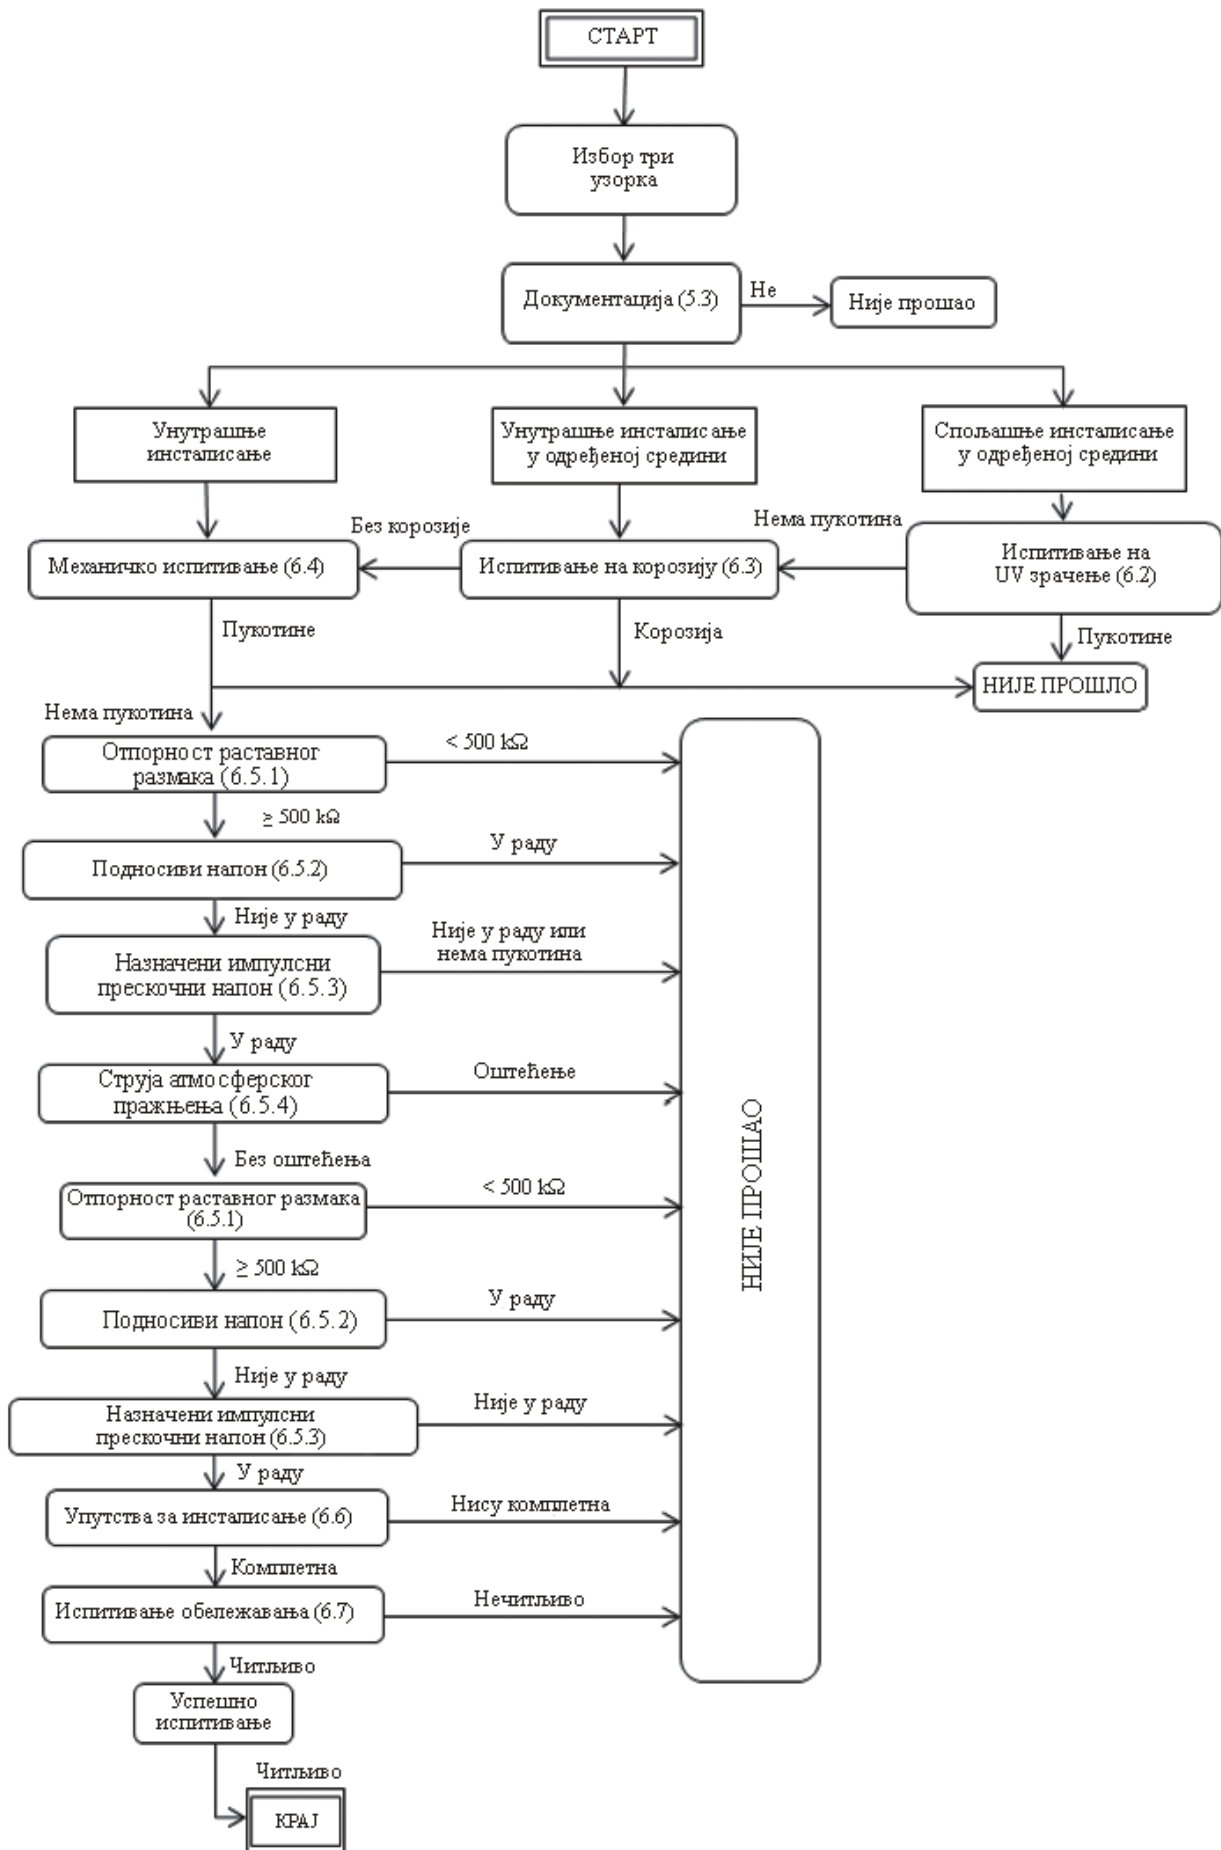 СТАРТ
Избор три
узорка
Документација (5.3)
Не
Није прошао
Унутрашње
инсталисање
Унутрашње инсталисање
у одређеној средини
Спољашње инсталисање
у одређеној средини
Без корозије
Нема пукотина
Механичко испитивање (6.4)
Испитивање на корозију (6.3)
Испитивање на
UV зрачење (6.2)
Пукотине
Корозија
Пукотине
НИЈЕ ПРОШЛО
Нема пукотина
Отпорност раставног
размака (6.5.1)
< 500 kΩ
≥ 500 kΩ
Подносиви напон (6.5.2)
У раду
Није у раду
Назначени импулсни
прескочни напон (6.5.3)
Није у раду или
нема пукотина
У раду
Струја атмосферског
пражњења (6.5.4)
Оштећење
Без оштећења
Отпорност раставног размака
(6.5.1)
< 500 kΩ
≥ 500 kΩ
Подносиви напон (6.5.2)
У раду
Није у раду
Назначени импулсни
прескочни напон (6.5.3)
Није у раду
У раду
Упутства за инсталисање (6.6)
Нису комплетна
Комплетна
Испитивање обележавања (6.7)
Нечитљиво
Читљиво
НИЈЕ ПРОШАО
Успешно
испитивање
Читљиво
КРАЈ